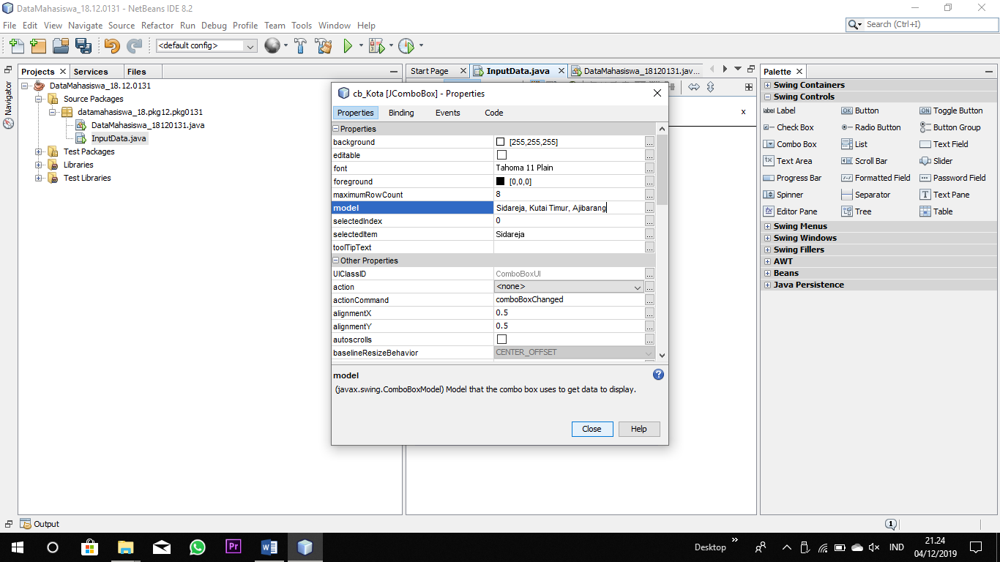 DataMahasiswa_18.12.0131 - NetBeans IDE 8.2
File Edit View Navigate Source Refactor Run Debug Profile Team Tools Window Help
Search (Ctrl+I)
<default config>
Projects Services Files
Navigator
DataMahasiswa_18.12.0131
Source Packages
datamahasiswa_18.pkg12.pkg0131
DataMahasiswa_18120131.java
InputData.java
Test Packages
Libraries
Test Libraries
Start Page InputData.java DataMahasiswa_18120131.jav...
x
cb_Kota [JComboBox] - Properties
Properties Binding Events Code
Properties
background [255,255,255] ...
editable ...
font Tahoma 11 Plain ...
foreground [0,0,0] ...
maximumRowCount 8 ...
model Sidareja, Kutai Timur, Ajibarang ...
selectedIndex 0 ...
selectedItem Sidareja ...
toolTipText ...
Other Properties
UIClassID ComboBoxUI ...
action <none> ...
actionCommand comboBoxChanged ...
alignmentX 0.5 ...
alignmentY 0.5 ...
autoscrolls ...
baselineResizeBehavior CENTER_OFFSET
model
(javax.swing.ComboBoxModel) Model that the combo box uses to get data to display.
Close Help
Palette
Swing Containers
Swing Controls
Label Button Toggle Button
Check Box Radio Button Button Group
Combo Box List Text Field
Text Area Scroll Bar Slider
Progress Bar Formatted Field Password Field
Spinner Separator Text Pane
Editor Pane Tree Table
Swing Menus
Swing Windows
Swing Fillers
AWT
Beans
Java Persistence
Output
1
Pr
Desktop
IND
21.24
04/12/2019